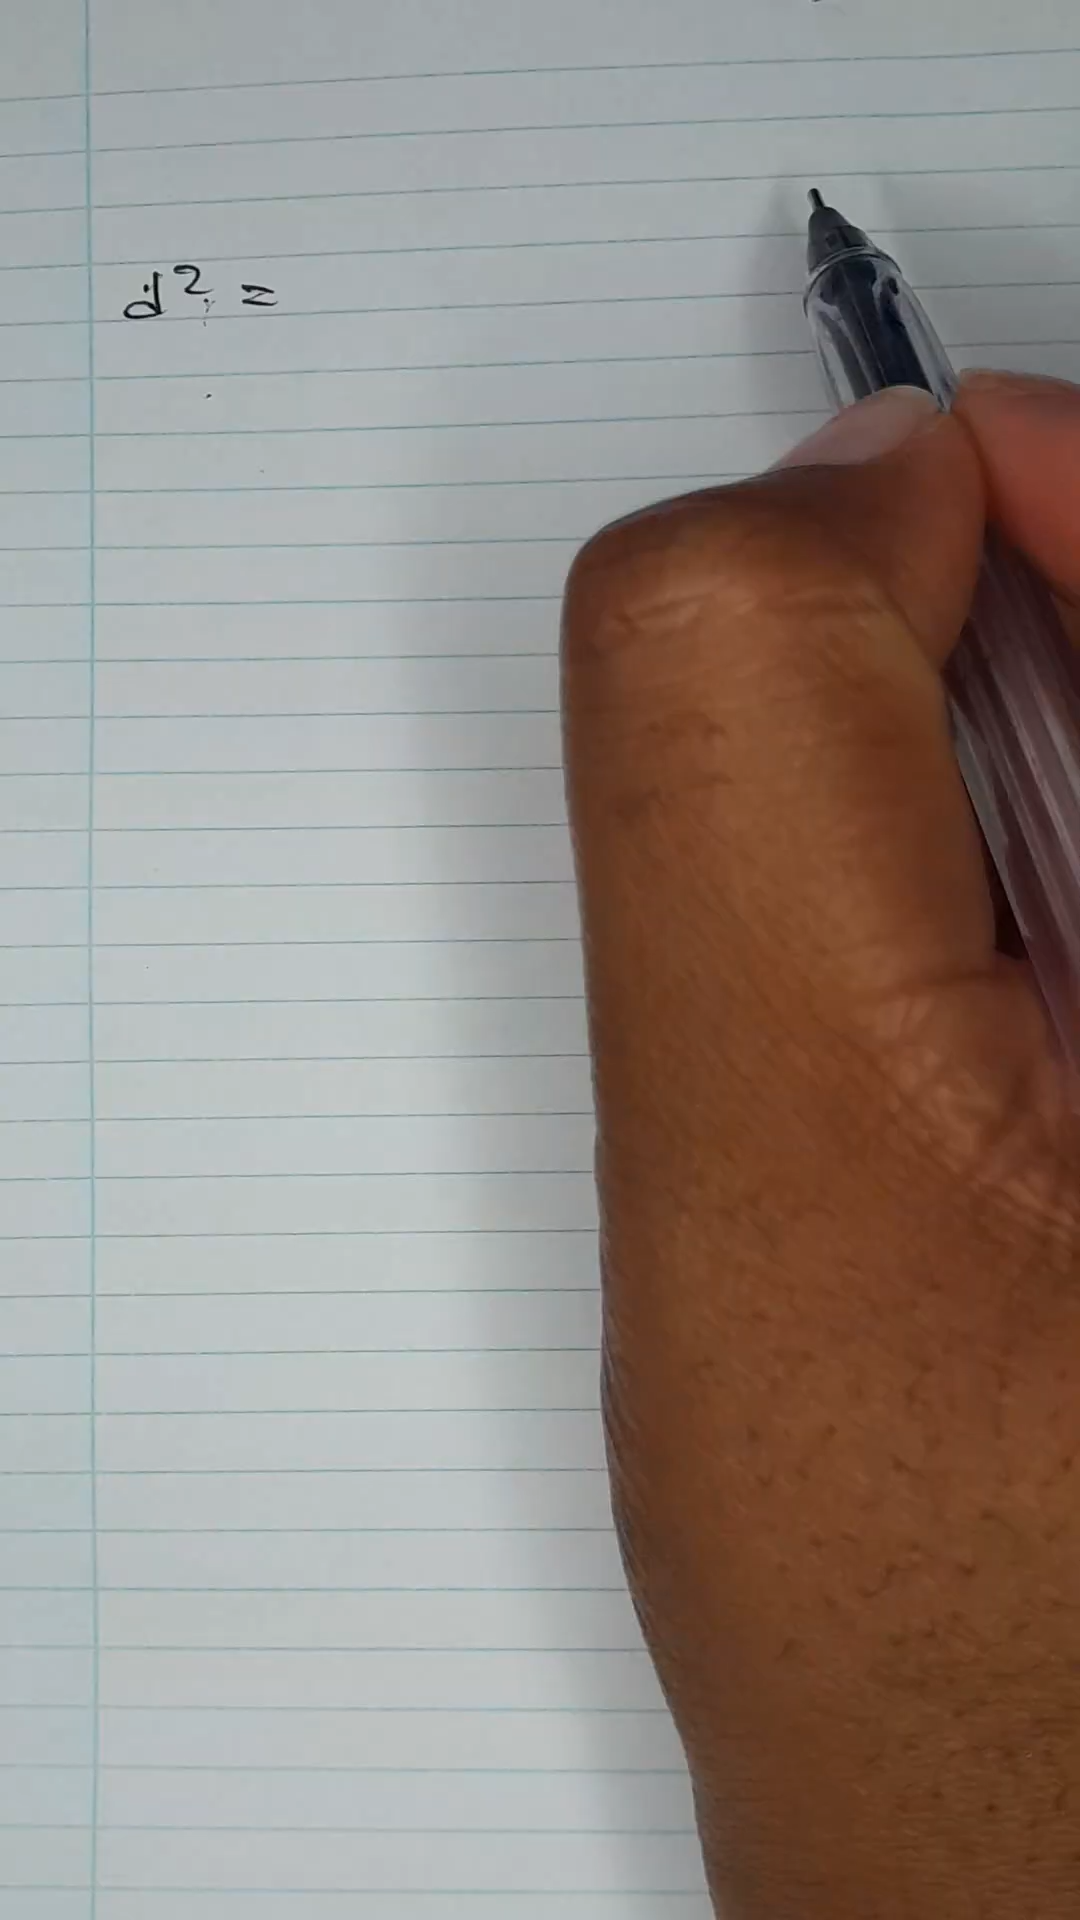 d² =